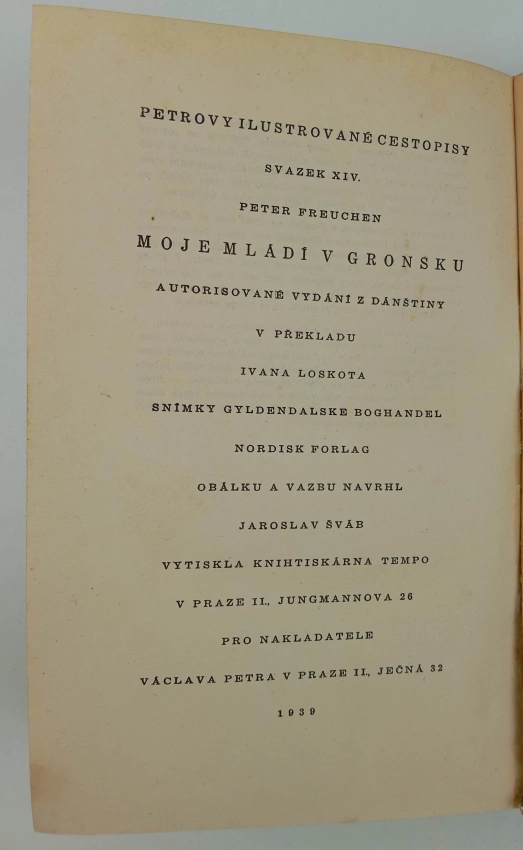 PETROVY ILUSTROVANÉ CESTOPISY
SVAZEK XIV.
PETER FREUCHEN
MOJE MLÁDÍ V GRONSKU
AUTORISOVANÉ VYDÁNÍ Z DÁNŠTINY
V PŘEKLADU
IVANA LOSKOTA
SNÍMKY GYLDENDALSKE BOGHANDEL
NORDISK FORLAG
OBÁLKU A VAZBU NAVRHL
JAROSLAV ŠVÁB
VYTISKLA KNIHTISKÁRNA TEMPO
V PRAZE II., JUNGMANNOVA 26
PRO NAKLADATELE
VÁCLAVA PETRA V PRAZE II., JEČNÁ 32
1939